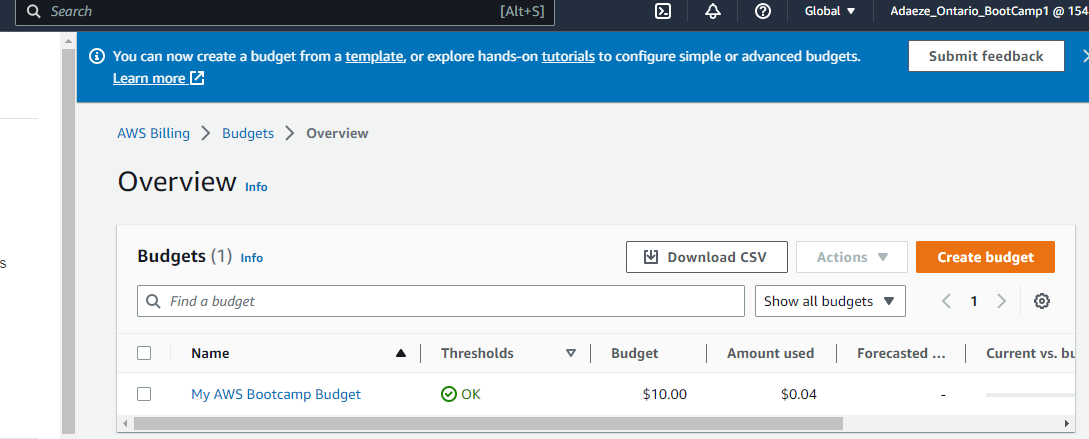 Search [Alt+S] Global Adaeze_Ontario_BootCamp1 @ 154
You can now create a budget from a template, or explore hands-on tutorials to configure simple or advanced budgets.
Learn more
Submit feedback
AWS Billing > Budgets > Overview
Overview Info
s
Budgets (1) Info Download CSV Actions Create budget
Find a budget Show all budgets 1
Name Thresholds Budget Amount used Forecasted ... Current vs. bu
My AWS Bootcamp Budget OK $10.00 $0.04 -